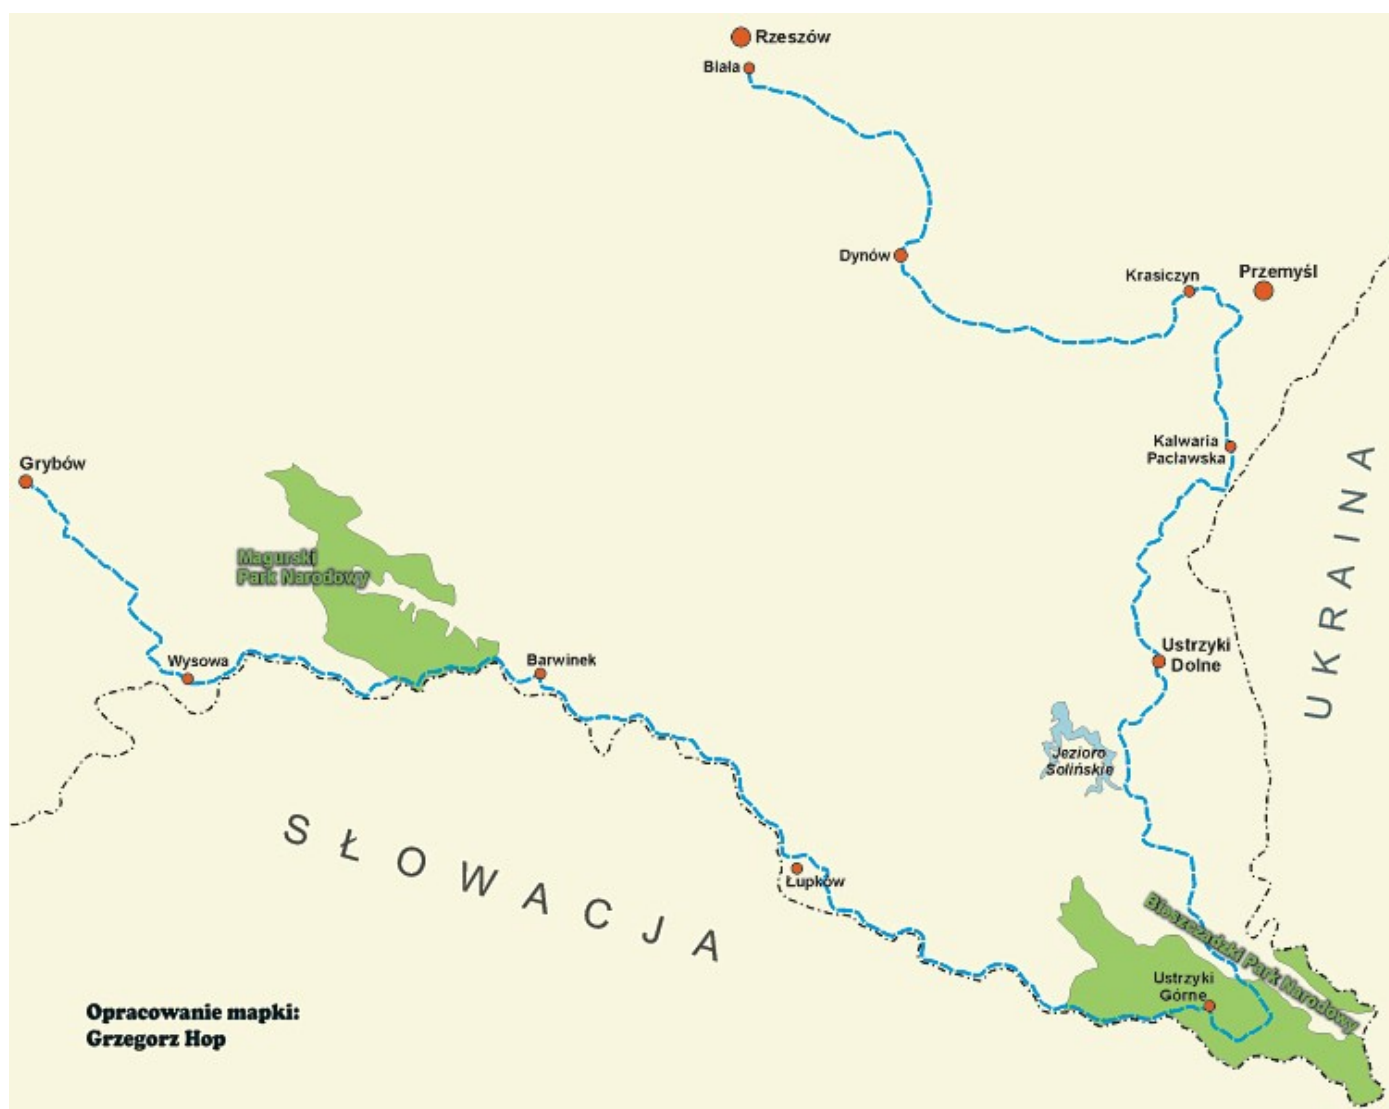 Rzeszów
Biała
Dynów
Krasiczyn
Przemyśl
Kalwaria
Pacławska
Grybów
Magurski
Park Narodowy
UKRAINA
Wysowa
Barwinek
Ustrzyki
Dolne
Jezioro
Solińskie
SŁOWACJA
Łupków
Bieszczadzki Park Narodowy
Ustrzyki
Górne
Opracowanie mapki:
Grzegorz Hop